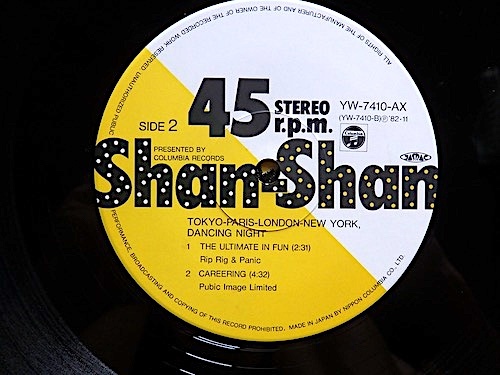 ALL RIGHTS OF THE MANUFACTURER AND OF THE OWNER OF THE RECORDED WORK RESERVED. UNAUTHORIZED PUBLIC
PERFORMANCE, BROADCASTING AND COPYING OF THIS RECORD PROHIBITED. MADE IN JAPAN BY NIPPON COLUMBIA CO., LTD.
45 STEREO
r.p.m.
YW-7410-AX
(YW-7410-B)Ⓟ'82·11
SIDE 2
Columbia
PRESENTED BY
COLUMBIA RECORDS
JASRAC
Shan-Shan
TOKYO-PARIS-LONDON-NEW YORK,
DANCING NIGHT
1 THE ULTIMATE IN FUN (2:31)
Rip Rig & Panic
2 CAREERING (4:32)
Pubic Image Limited